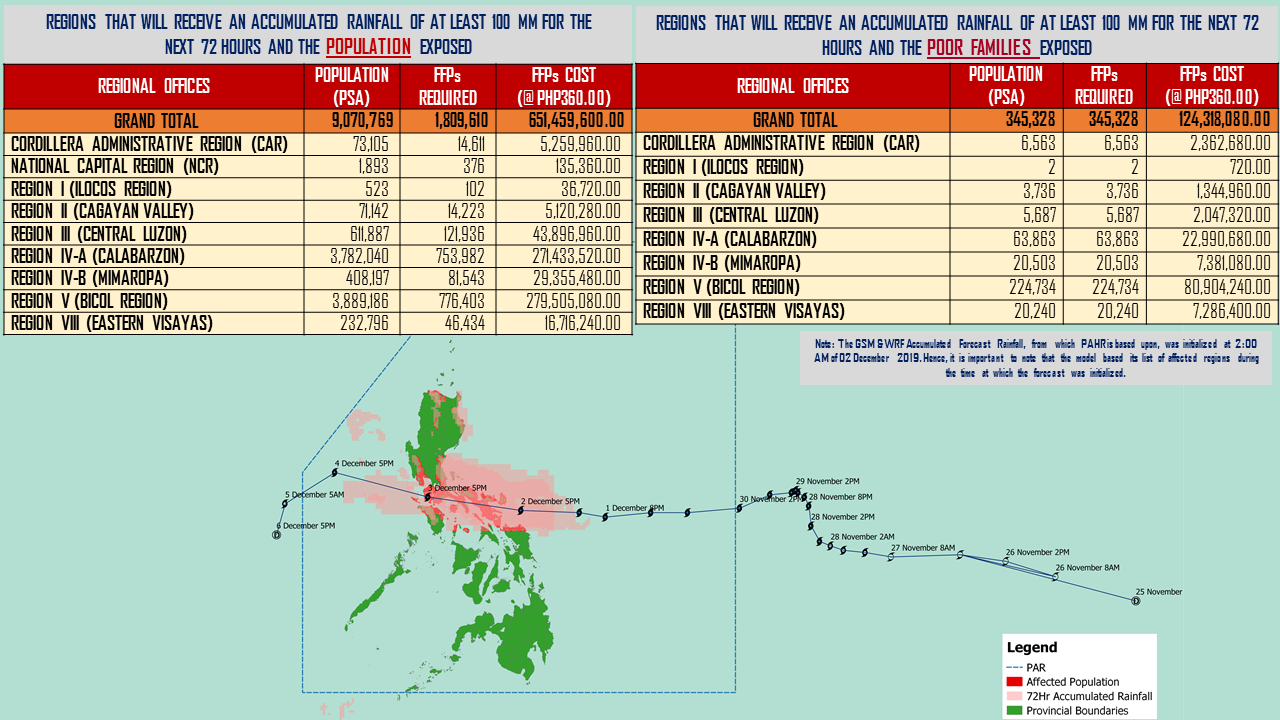 REGIONS THAT WILL RECEIVE AN ACCUMULATED RAINFALL OF AT LEAST 100 MM FOR THE
NEXT 72 HOURS AND THE POPULATION EXPOSED
REGIONAL OFFICES POPULATION (PSA) FFPs REQUIRED FFPs COST (@ PHP360.00)
GRAND TOTAL 9,070,769 1,809,610 651,459,600.00
CORDILLERA ADMINISTRATIVE REGION (CAR) 73,105 14,611 5,259,960.00
NATIONAL CAPITAL REGION (NCR) 1,893 376 135,360.00
REGION I (ILOCOS REGION) 523 102 36,720.00
REGION II (CAGAYAN VALLEY) 71,142 14,223 5,120,280.00
REGION III (CENTRAL LUZON) 611,887 121,936 43,896,960.00
REGION IV-A (CALABARZON) 3,782,040 753,982 271,433,520.00
REGION IV-B (MIMAROPA) 408,197 81,543 29,355,480.00
REGION V (BICOL REGION) 3,889,186 776,403 279,505,080.00
REGION VIII (EASTERN VISAYAS) 232,796 46,434 16,716,240.00
REGIONS THAT WILL RECEIVE AN ACCUMULATED RAINFALL OF AT LEAST 100 MM FOR THE NEXT 72
HOURS AND THE POOR FAMILIES EXPOSED
REGIONAL OFFICES POPULATION (PSA) FFPs REQUIRED FFPs COST (@ PHP360.00)
GRAND TOTAL 345,328 345,328 124,318,080.00
CORDILLERA ADMINISTRATIVE REGION (CAR) 6,563 6,563 2,362,680.00
REGION I (ILOCOS REGION) 2 2 720.00
REGION II (CAGAYAN VALLEY) 3,736 3,736 1,344,960.00
REGION III (CENTRAL LUZON) 5,687 5,687 2,047,320.00
REGION IV-A (CALABARZON) 63,863 63,863 22,990,680.00
REGION IV-B (MIMAROPA) 20,503 20,503 7,381,080.00
REGION V (BICOL REGION) 224,734 224,734 80,904,240.00
REGION VIII (EASTERN VISAYAS) 20,240 20,240 7,286,400.00
Note: The GSM & WRF Accumulated Forecast Rainfall, from which PAHR is based upon, was initialized at 2:00
AM of 02 December 2019. Hence, it is important to note that the model based its list of affected regions during
the time at which the forecast was initialized.
4 December 5PM
5 December 5AM
6 December 5PM
3 December 5PM
2 December 5PM
1 December 8PM
30 November 2PM
29 November 2PM
28 November 8PM
28 November 2PM
28 November 2AM
27 November 8AM
26 November 2PM
26 November 8AM
25 November
Legend
PAR
Affected Population
72Hr Accumulated Rainfall
Provincial Boundaries